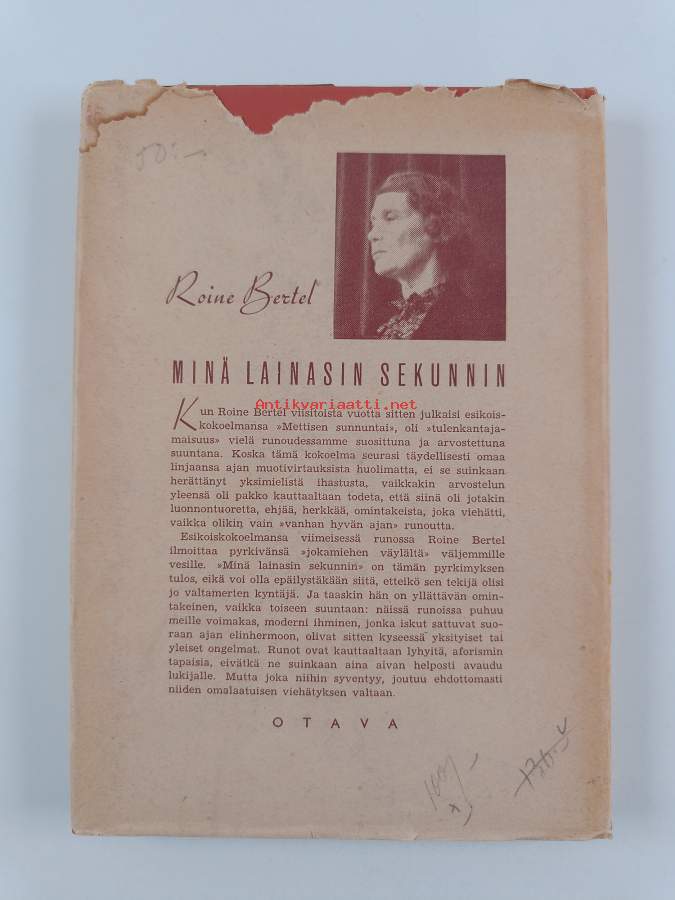 50:-
Roine Bertel
MINÄ LAINASIN SEKUNNIN
Antikvariaatti.net
Kun Roine Bertel viisitoista vuotta sitten julkaisi esikois-
kokoelmansa »Mettisen sunnuntai», oli »tulenkantaja-
maisuus» vielä runoudessamme suosittuna ja arvostettuna
suuntana. Koska tämä kokoelma seurasi täydellisesti omaa
linjaansa ajan muotivirtauksista huolimatta, ei se suinkaan
herättänyt yksimielistä ihastusta, vaikkakin arvostelun
yleensä oli pakko kauttaaltaan todeta, että siinä oli jotakin
luonnontuoretta, ehjää, herkkää, omintakeista, joka viehätti,
vaikka olikin vain »vanhan hyvän ajan» runoutta.
Esikoiskokoelmansa viimeisessä runossa Roine Bertel
ilmoittaa pyrkivänsä »jokamiehen väylältä» väljemmille
vesille. »Minä lainasin sekunnin» on tämän pyrkimyksen
tulos, eikä voi olla epäilystäkään siitä, etteikö sen tekijä olisi
jo valtamerten kyntäjä. Ja taaskin hän on yllättävän omin-
takeinen, vaikka toiseen suuntaan: näissä runoissa puhuu
meille voimakas, moderni ihminen, jonka iskut sattuvat suo-
raan ajan elinhermoon, olivat sitten kyseessä yksityiset tai
yleiset ongelmat. Runot ovat kauttaaltaan lyhyitä, aforismin
tapaisia, eivätkä ne suinkaan aina aivan helposti avaudu
lukijalle. Mutta joka niihin syventyy, joutuu ehdottomasti
niiden omalaatuisen viehätyksen valtaan.
OTAVA